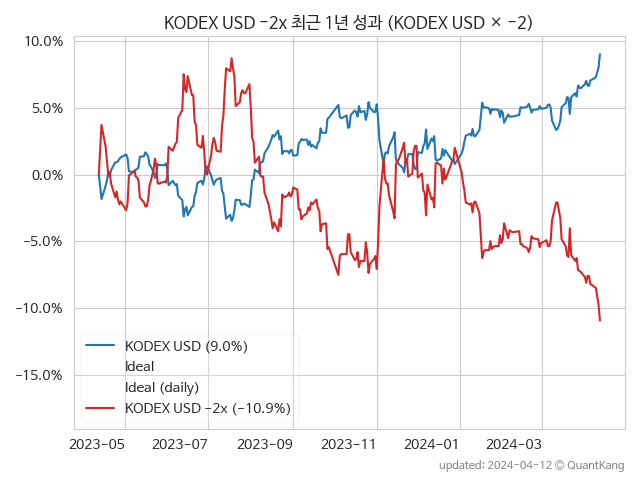 KODEX USD −2x 최근 1년 성과 (KODEX USD × −2)
10.0%
5.0%
0.0%
−5.0%
−10.0%
−15.0%
KODEX USD (9.0%)
Ideal
Ideal (daily)
KODEX USD −2x (−10.9%)
2023−05 2023−07 2023−09 2023−11 2024−01 2024−03
updated: 2024−04−12 © QuantKang